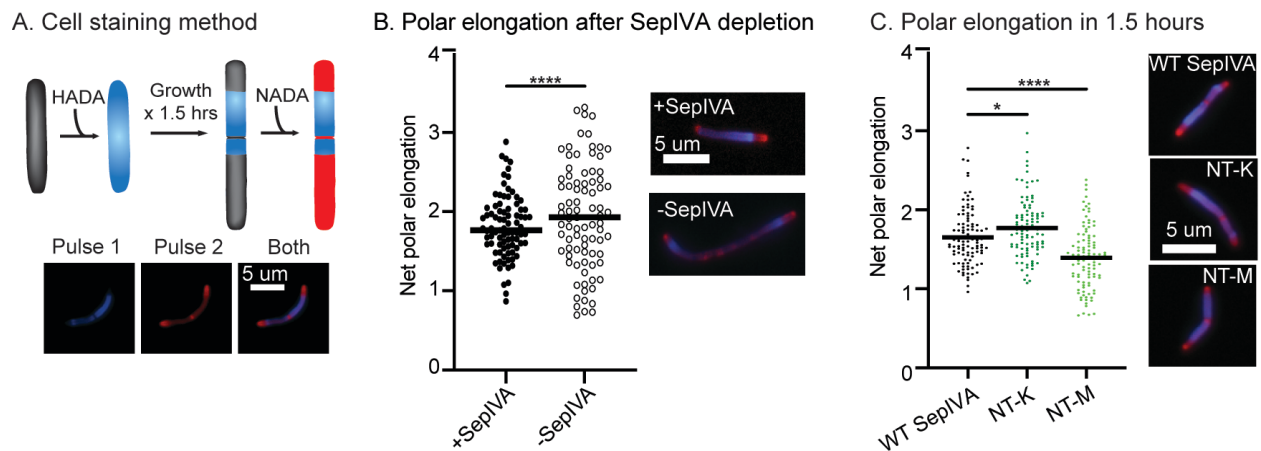 A. Cell staining method
HADA
Growth
x 1.5 hrs
NADA
Pulse 1
Pulse 2
Both
5 um
B. Polar elongation after SepIVA depletion
Net polar elongation
4
3
2
1
0
****
+SepIVA
-SepIVA
+SepIVA
5 um
-SepIVA
C. Polar elongation in 1.5 hours
Net polar elongation
4
3
2
1
0
****
*
WT SepIVA
NT-K
NT-M
WT SepIVA
NT-K
5 um
NT-M